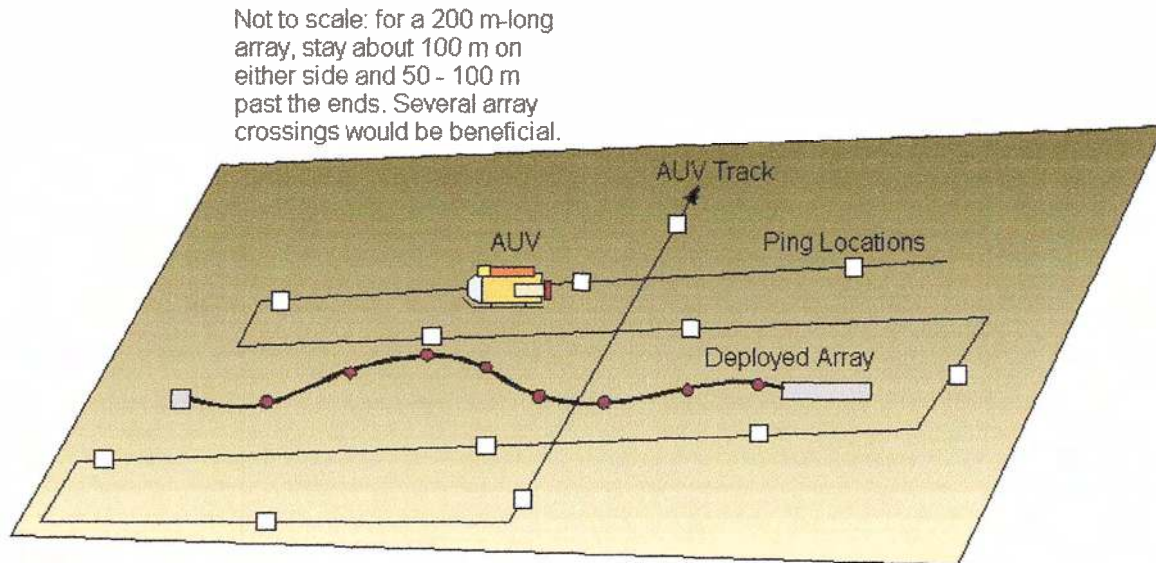 Not to scale: for a 200 m-long
array, stay about 100 m on
either side and 50 - 100 m
past the ends. Several array
crossings would be beneficial.
AUV Track
AUV
Ping Locations
Deployed Array